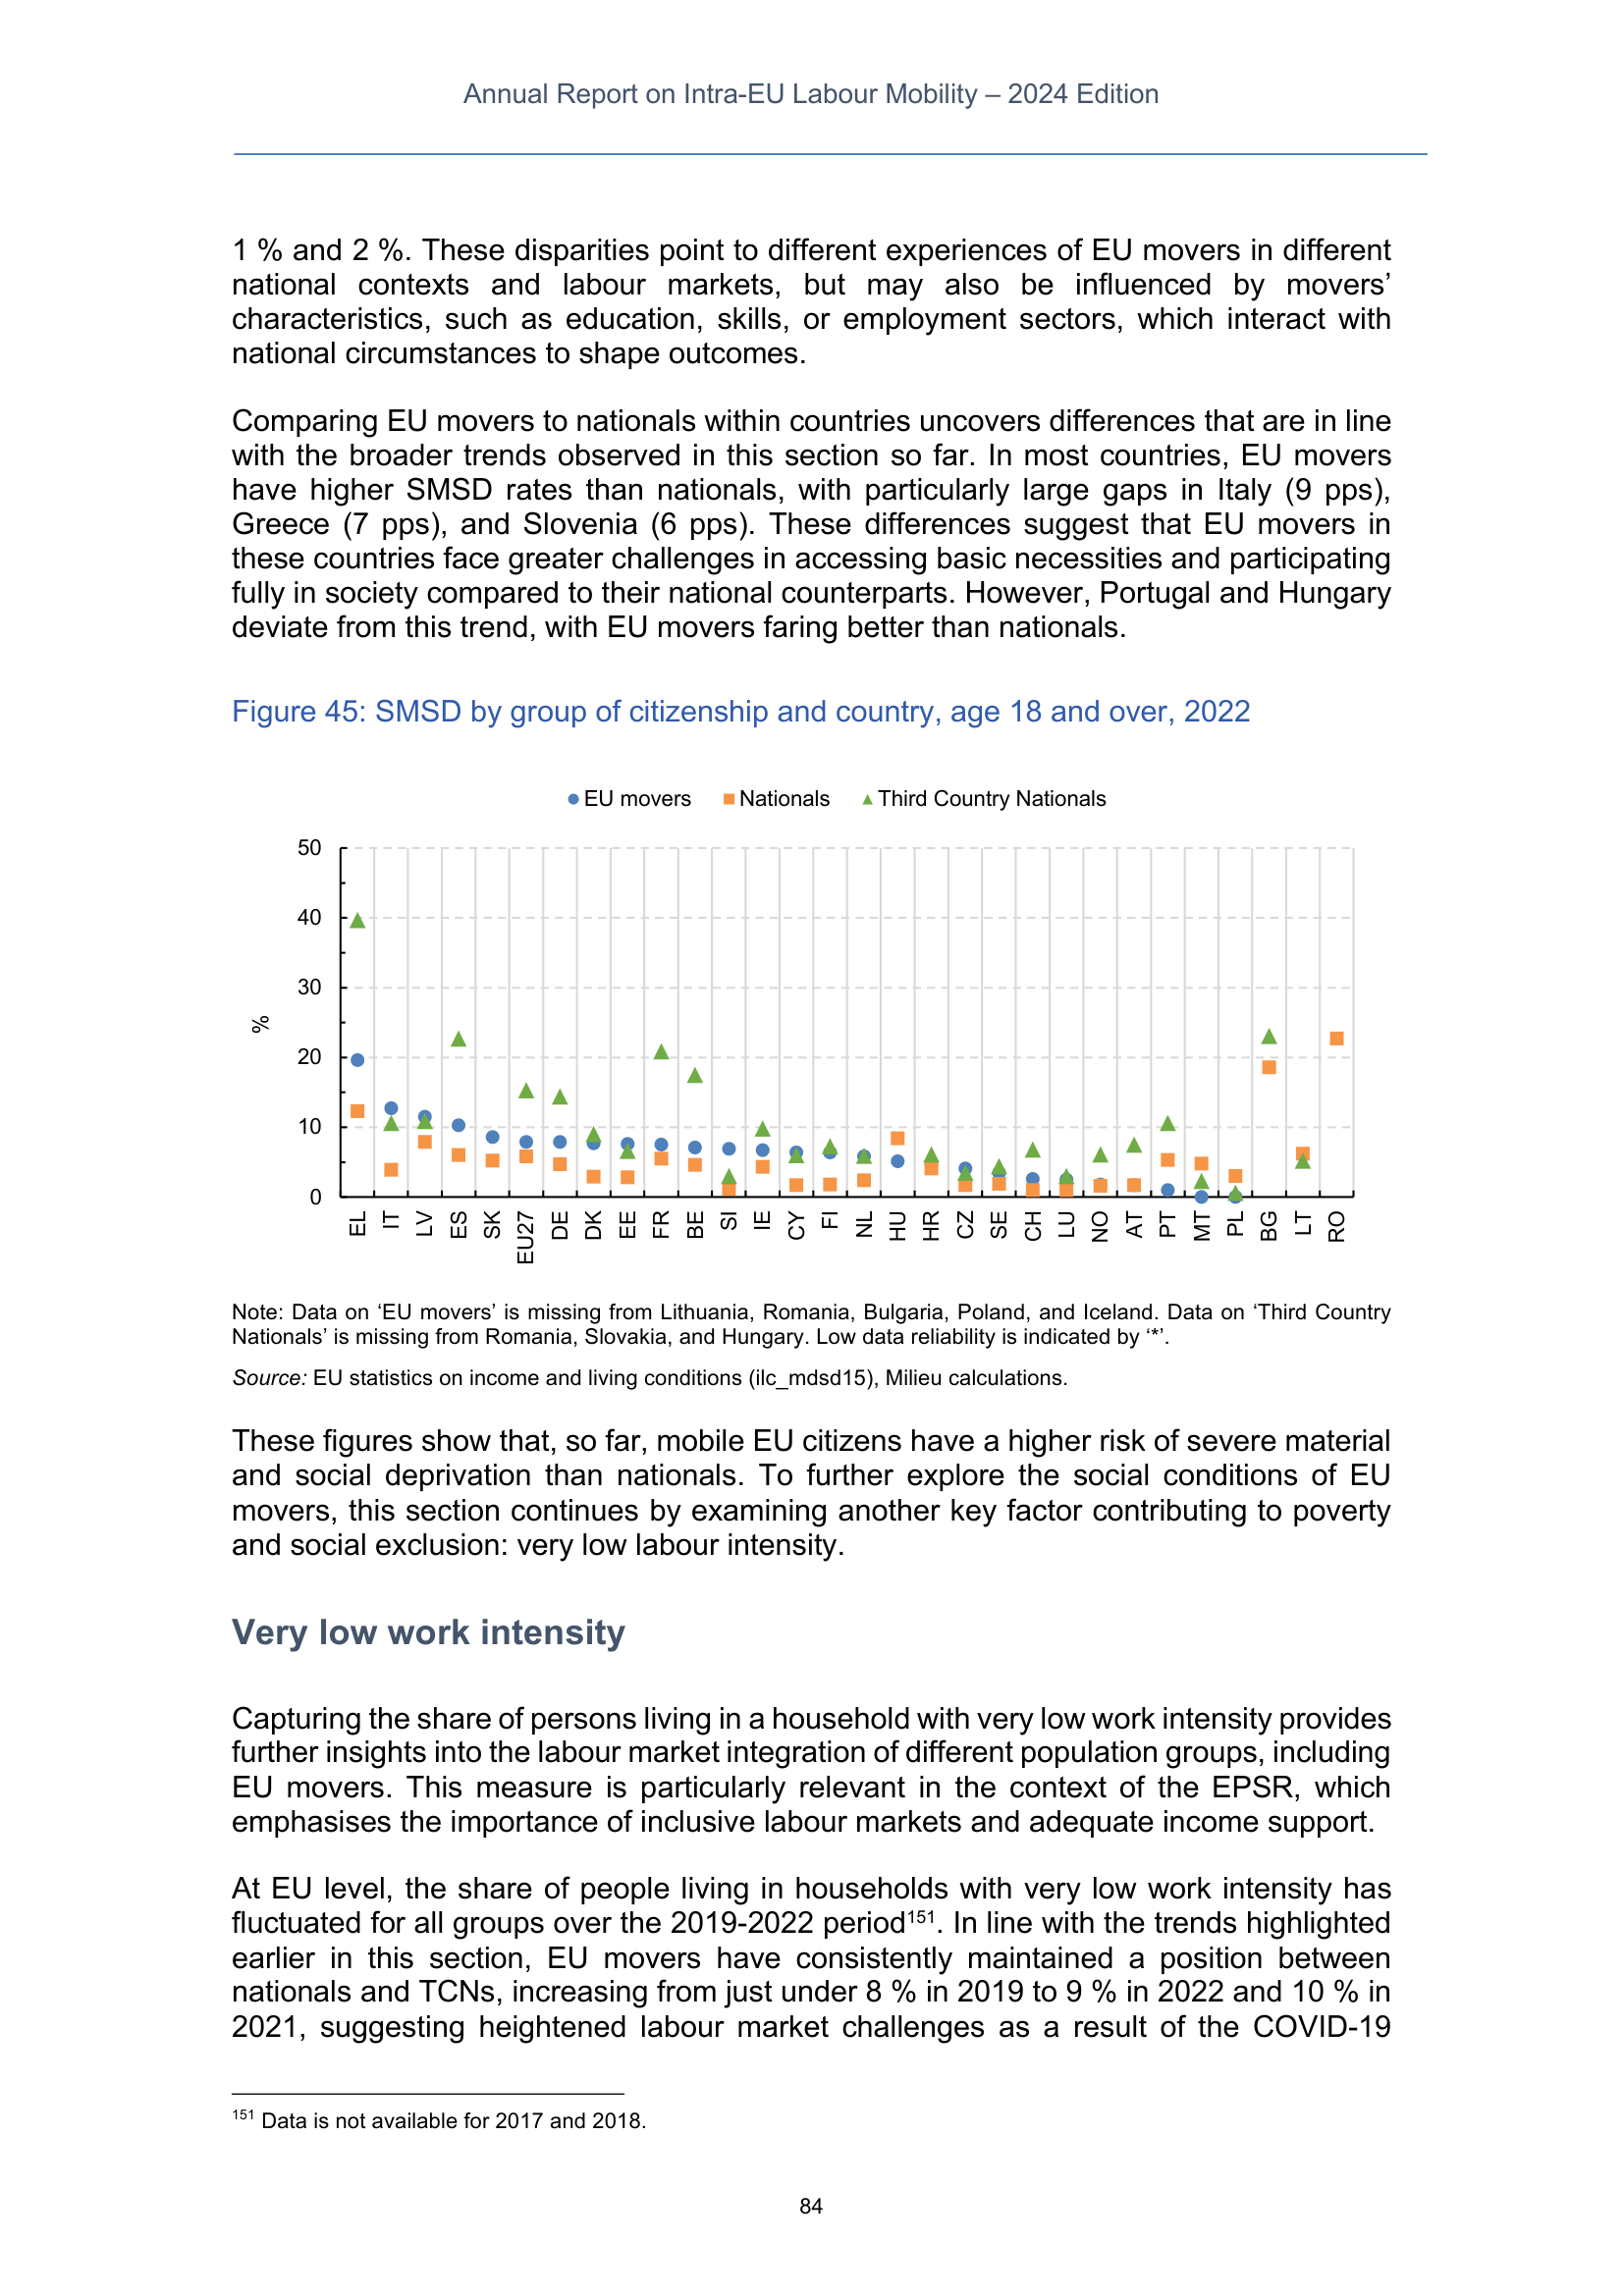 Annual Report on Intra-EU Labour Mobility – 2024 Edition
1 % and 2 %. These disparities point to different experiences of EU movers in different
national contexts and labour markets, but may also be influenced by movers’
characteristics, such as education, skills, or employment sectors, which interact with
national circumstances to shape outcomes.
Comparing EU movers to nationals within countries uncovers differences that are in line
with the broader trends observed in this section so far. In most countries, EU movers
have higher SMSD rates than nationals, with particularly large gaps in Italy (9 pps),
Greece (7 pps), and Slovenia (6 pps). These differences suggest that EU movers in
these countries face greater challenges in accessing basic necessities and participating
fully in society compared to their national counterparts. However, Portugal and Hungary
deviate from this trend, with EU movers faring better than nationals.
Figure 45: SMSD by group of citizenship and country, age 18 and over, 2022
EU movers Nationals Third Country Nationals
50
40
30
20
10
0
%
EL IT LV ES SK EU27 DE DK EE FR BE SI IE CY FI NL HU HR CZ SE CH LU NO AT PT MT PL BG LT RO
Note: Data on ‘EU movers’ is missing from Lithuania, Romania, Bulgaria, Poland, and Iceland. Data on ‘Third Country
Nationals’ is missing from Romania, Slovakia, and Hungary. Low data reliability is indicated by ‘*’.
Source: EU statistics on income and living conditions (ilc_mdsd15), Milieu calculations.
These figures show that, so far, mobile EU citizens have a higher risk of severe material
and social deprivation than nationals. To further explore the social conditions of EU
movers, this section continues by examining another key factor contributing to poverty
and social exclusion: very low labour intensity.
Very low work intensity
Capturing the share of persons living in a household with very low work intensity provides
further insights into the labour market integration of different population groups, including
EU movers. This measure is particularly relevant in the context of the EPSR, which
emphasises the importance of inclusive labour markets and adequate income support.
At EU level, the share of people living in households with very low work intensity has
fluctuated for all groups over the 2019-2022 period151. In line with the trends highlighted
earlier in this section, EU movers have consistently maintained a position between
nationals and TCNs, increasing from just under 8 % in 2019 to 9 % in 2022 and 10 % in
2021, suggesting heightened labour market challenges as a result of the COVID-19
151 Data is not available for 2017 and 2018.
84